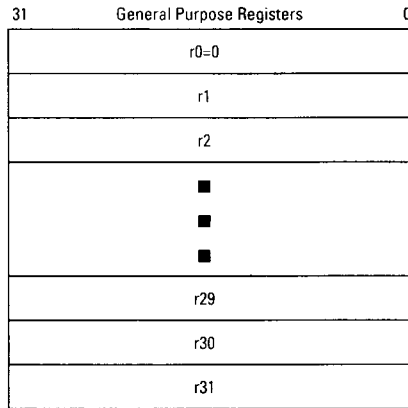 31 General Purpose Registers 0
r0=0
r1
r2
r29
r30
r31